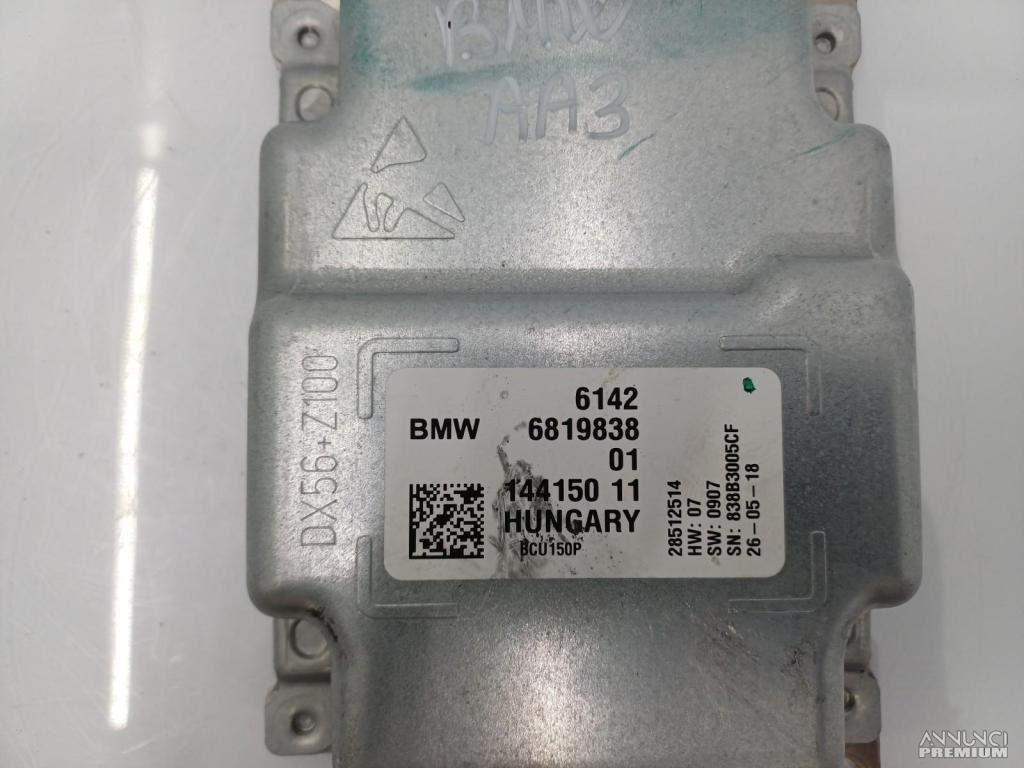 BMW
AA3
DX56+Z100
6142
BMW 6819838
01
144150 11
HUNGARY
BCU150P
28512514
HW: 07
SW: 0907
SN: 838B3005CF
26-05-18
ANNUNCI
PREMIUM